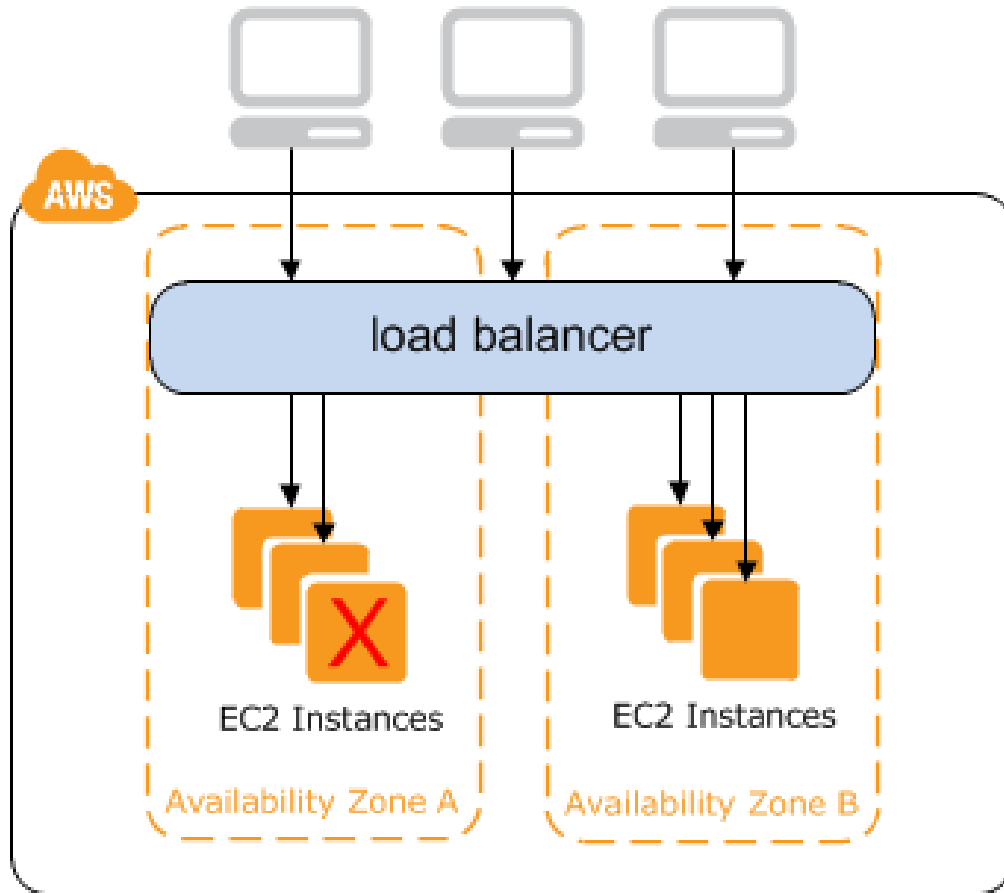 AWS
load balancer
X
EC2 Instances
EC2 Instances
Availability Zone A
Availability Zone B